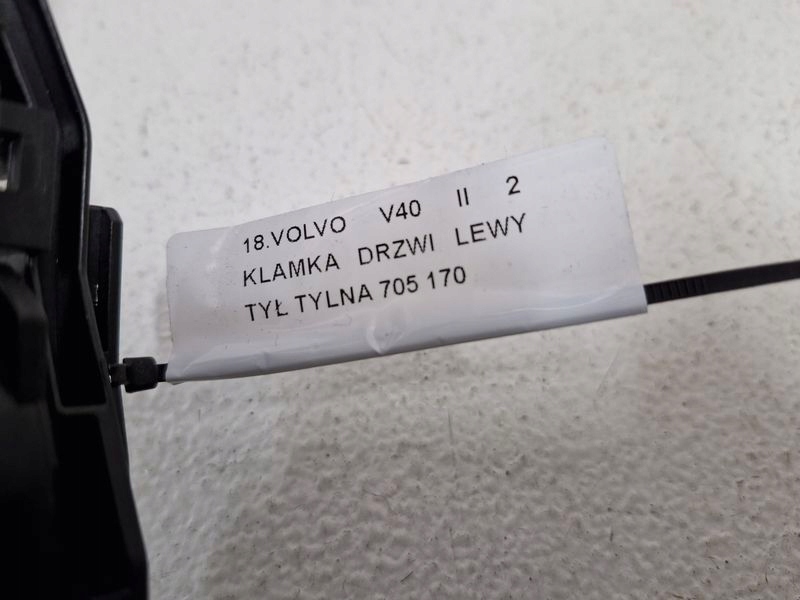 18.VOLVO V40 II 2
KLAMKA DRZWI LEWY
TYŁ TYLNA 705 170